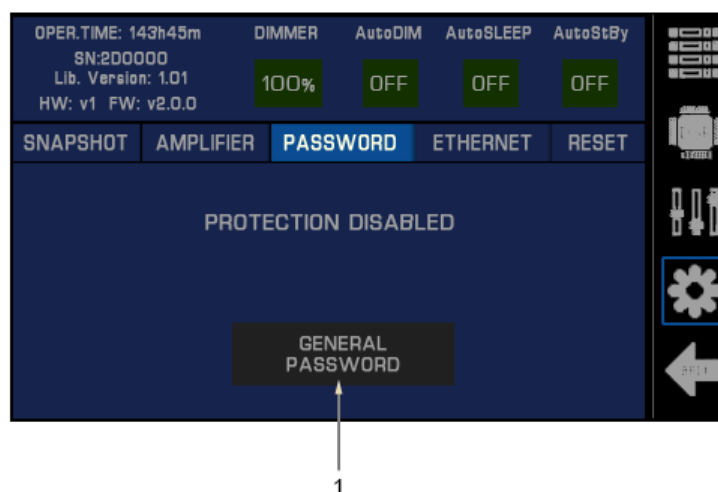 OPER.TIME: 143h45m
SN:2D0000
Lib. Version: 1.01
HW: v1 FW: v2.0.0
DIMMER AutoDIM AutoSLEEP AutoStBy
100% OFF OFF OFF
SNAPSHOT AMPLIFIER PASSWORD ETHERNET RESET
PROTECTION DISABLED
GENERAL
PASSWORD
1